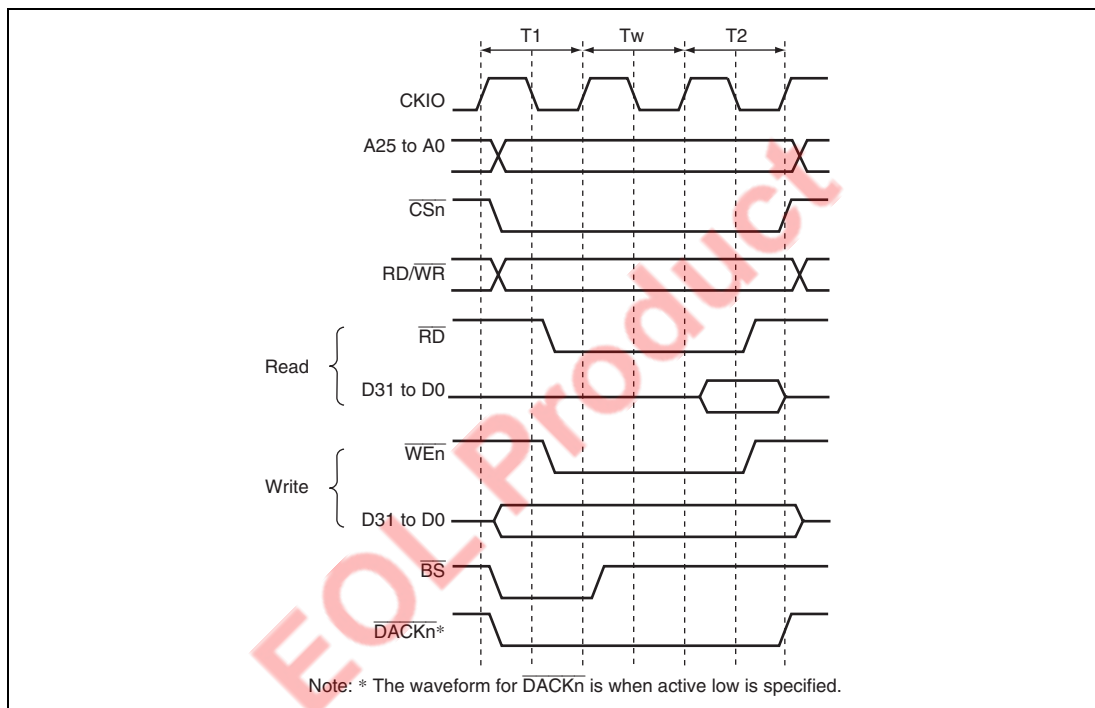 T1 Tw T2
CKIO
A25 to A0
CSn
RD/WR
RD
Read
D31 to D0
WEn
Write
D31 to D0
BS
DACKn*
Note: * The waveform for DACKn is when active low is specified.
EOL Product